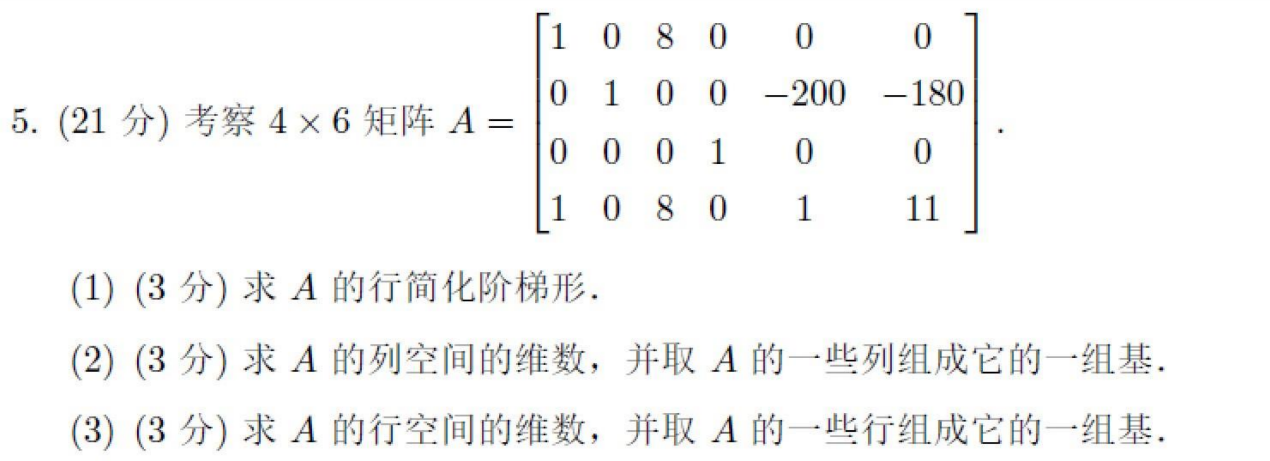 5. (21 分) 考察 4 × 6 矩阵 A = [1 0 8 0 0 0
0 1 0 0 −200 −180
0 0 0 1 0 0
1 0 8 0 1 11] .
(1) (3 分) 求 A 的行简化阶梯形.
(2) (3 分) 求 A 的列空间的维数，并取 A 的一些列组成它的一组基.
(3) (3 分) 求 A 的行空间的维数，并取 A 的一些行组成它的一组基.